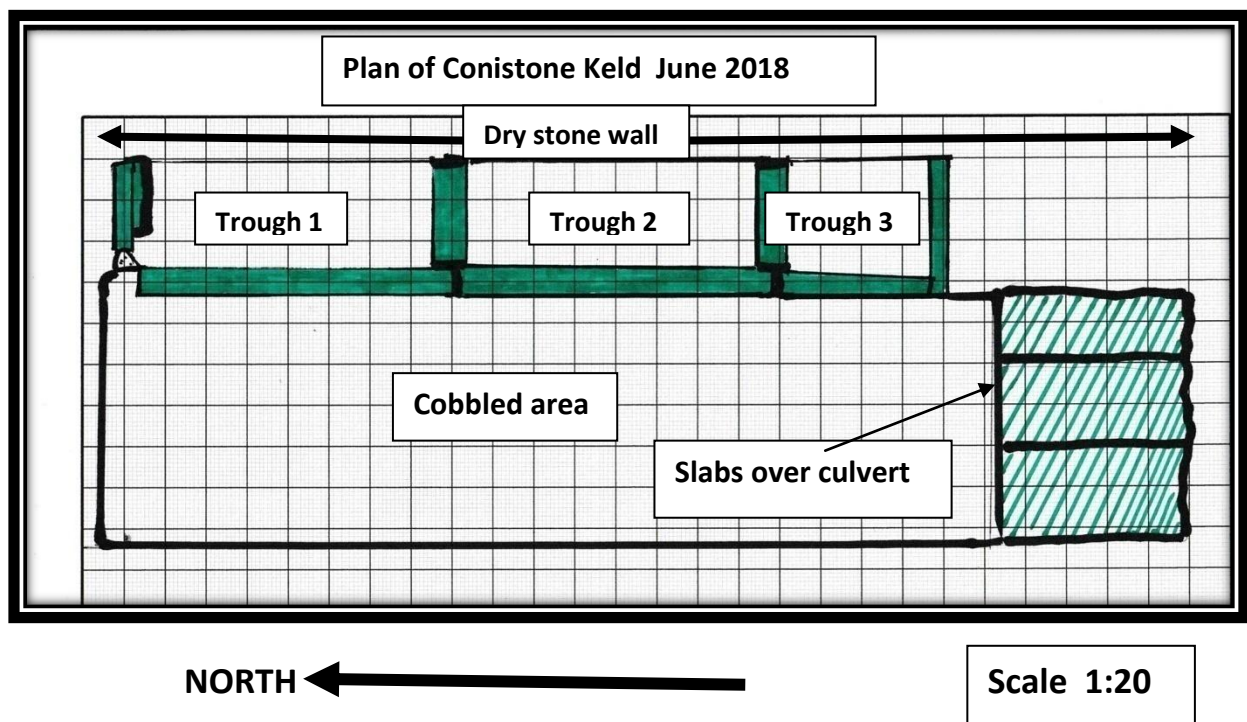 Plan of Conistone Keld June 2018
Dry stone wall
Trough 1
Trough 2
Trough 3
Cobbled area
Slabs over culvert
NORTH
Scale 1:20